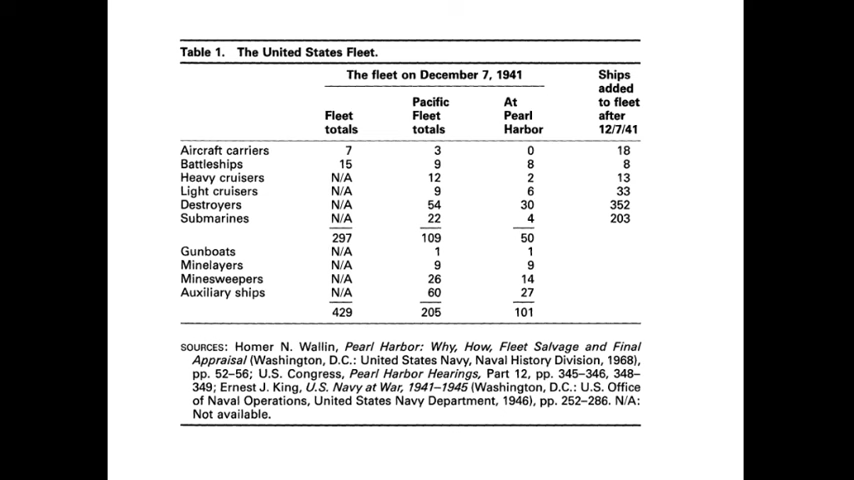 Table 1. The United States Fleet.
The fleet on December 7, 1941 Ships
added
Pacific At to fleet
Fleet Fleet Pearl after
totals totals Harbor 12/7/41
Aircraft carriers 7 3 0 18
Battleships 15 9 8 8
Heavy cruisers N/A 12 2 13
Light cruisers N/A 9 6 33
Destroyers N/A 54 30 352
Submarines N/A 22 4 203
297 109 50
Gunboats N/A 1 1
Minelayers N/A 9 9
Minesweepers N/A 26 14
Auxiliary ships N/A 60 27
429 205 101
SOURCES: Homer N. Wallin, Pearl Harbor: Why, How, Fleet Salvage and Final
Appraisal (Washington, D.C.: United States Navy, Naval History Division, 1968),
pp. 52–56; U.S. Congress, Pearl Harbor Hearings, Part 12, pp. 345–346, 348–
349; Ernest J. King, U.S. Navy at War, 1941–1945 (Washington, D.C.: U.S. Office
of Naval Operations, United States Navy Department, 1946), pp. 252–286. N/A:
Not available.